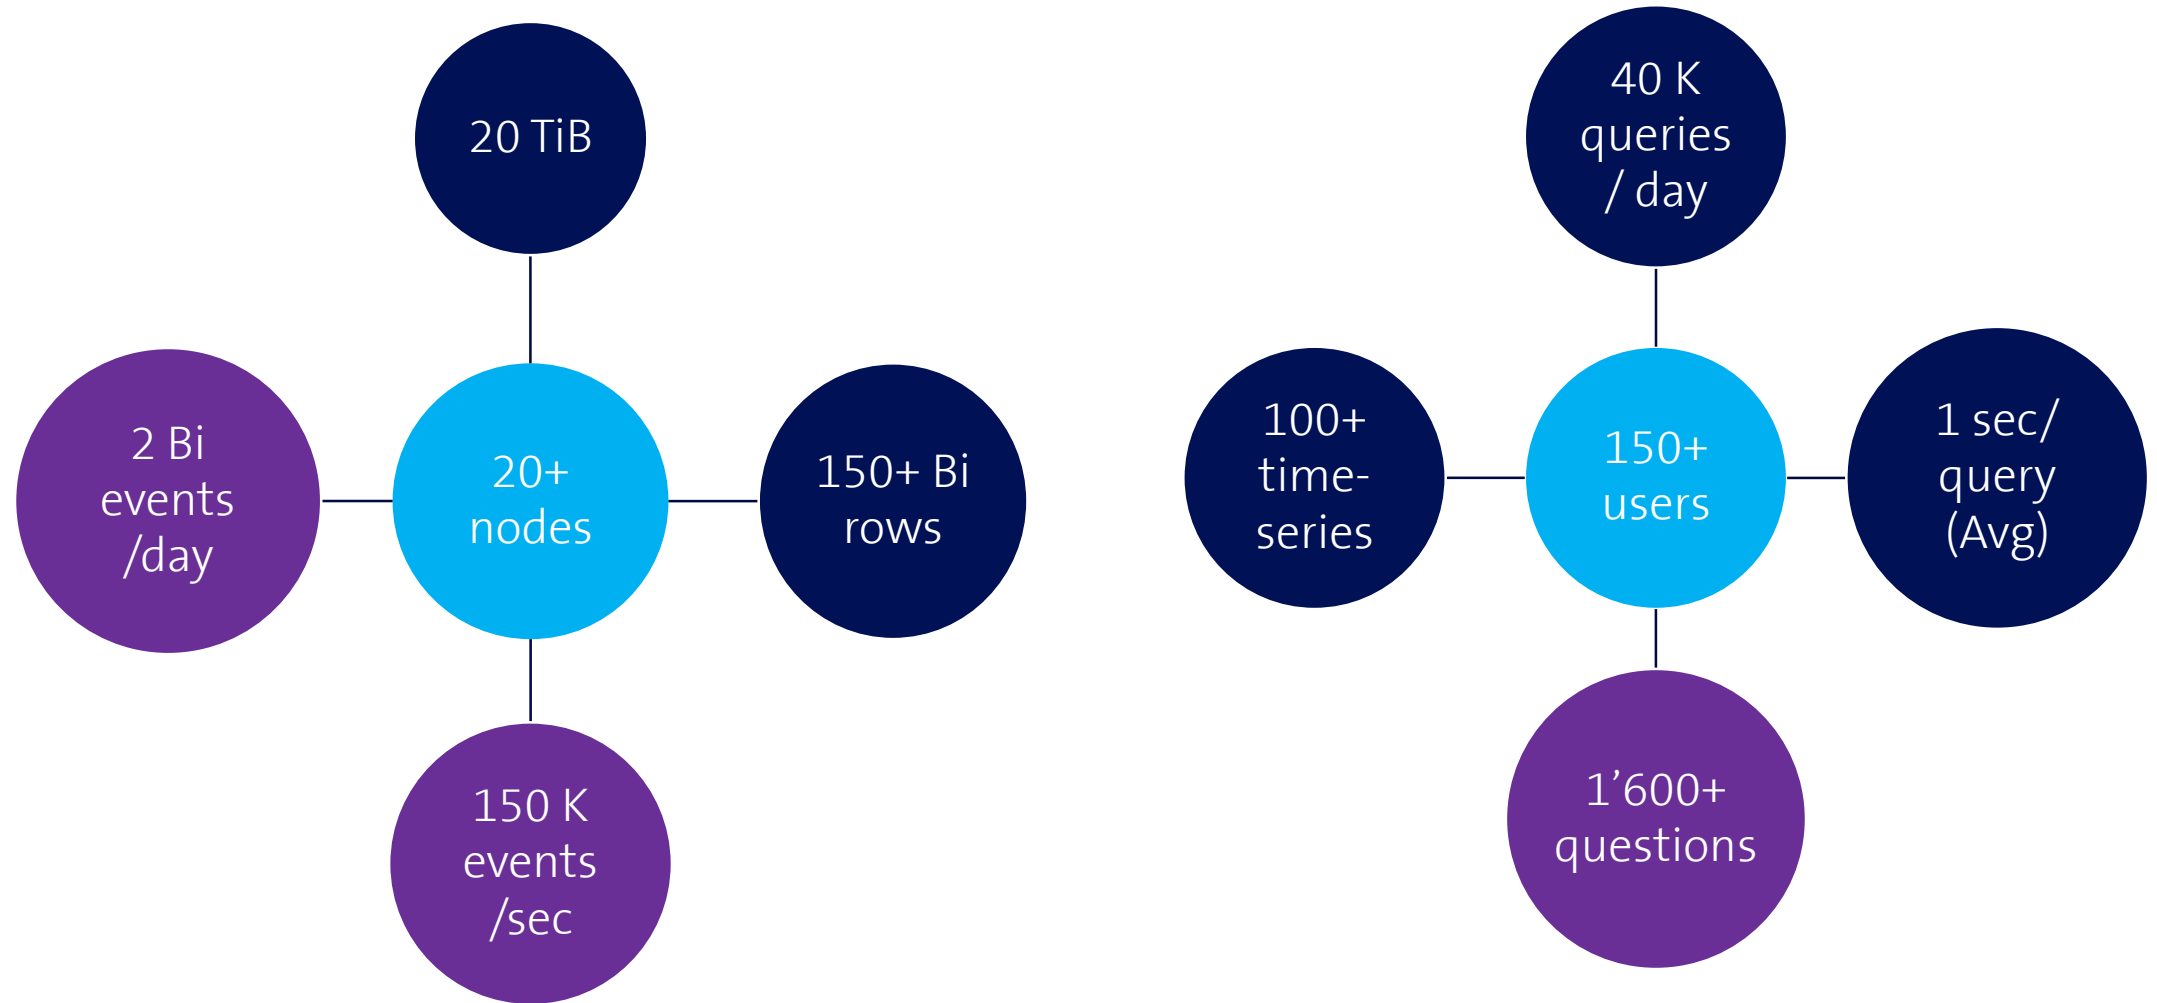 20 TiB
2 Bi
events
/day
20+
nodes
150+ Bi
rows
150 K
events
/sec
40 K
queries
/ day
100+
time-
series
150+
users
1 sec/
query
(Avg)
1’600+
questions